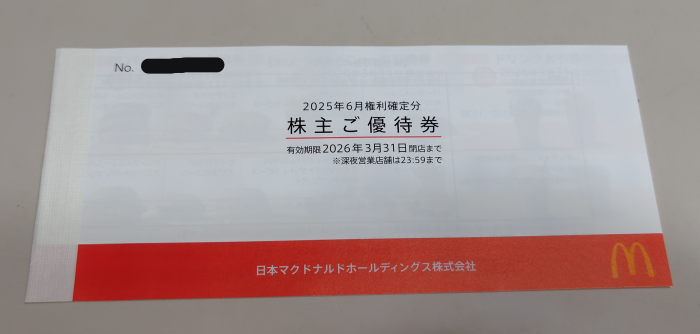 No.
2025年6月権利確定分
株主ご優待券
有効期限2026年3月31日閉店まで
※深夜営業店舗は23:59まで
日本マクドナルドホールディングス株式会社